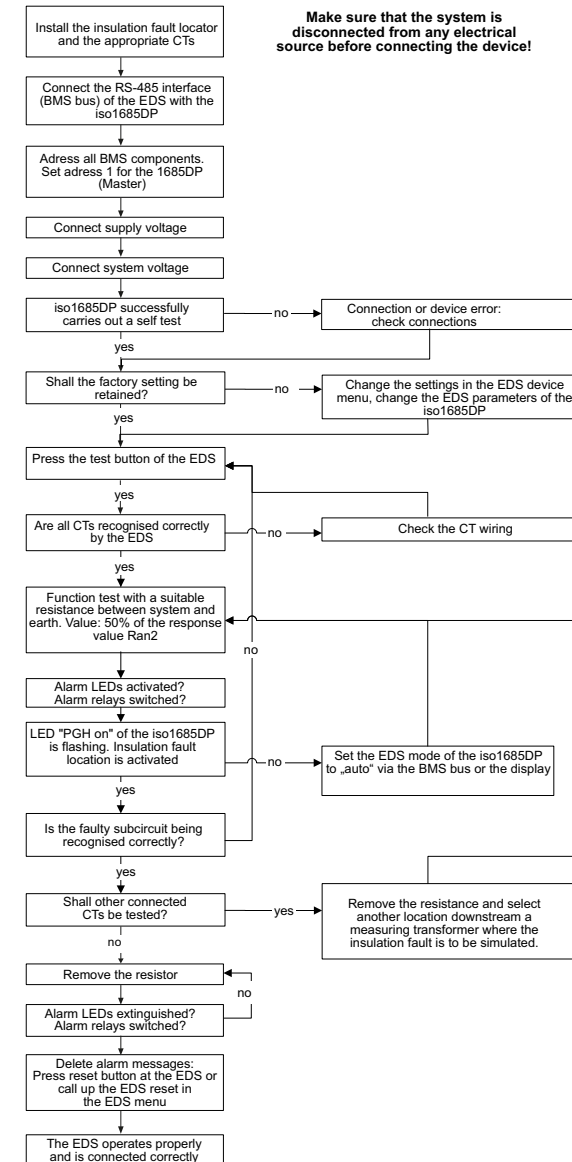 Install the insulation fault locator
and the appropriate CTs
Make sure that the system is
disconnected from any electrical
source before connecting the device!
Connect the RS-485 interface
(BMS bus) of the EDS with the
iso1685DP
Adress all BMS components.
Set adress 1 for the 1685DP
(Master)
Connect supply voltage
Connect system voltage
iso1685DP successfully
carries out a self test
no
Connection or device error:
check connections
yes
Shall the factory setting be
retained?
no
Change the settings in the EDS device
menu, change the EDS parameters of the
iso1685DP
yes
Press the test button of the EDS
yes
Are all CTs recognised correctly
by the EDS
no
Check the CT wiring
yes
Function test with a suitable
resistance between system and
earth. Value: 50% of the response
value Ran2
no
Alarm LEDs activated?
Alarm relays switched?
LED "PGH on" of the iso1685DP
is flashing. Insulation fault
location is activated
no
Set the EDS mode of the iso1685DP
to „auto“ via the BMS bus or the display
yes
Is the faulty subcircuit being
recognised correctly?
yes
Shall other connected
CTs be tested?
yes
Remove the resistance and select
another location downstream a
measuring transformer where the
insulation fault is to be simulated.
no
Remove the resistor
no
Alarm LEDs extinguished?
Alarm relays switched?
Delete alarm messages:
Press reset button at the EDS or
call up the EDS reset in
the EDS menu
The EDS operates properly
and is connected correctly